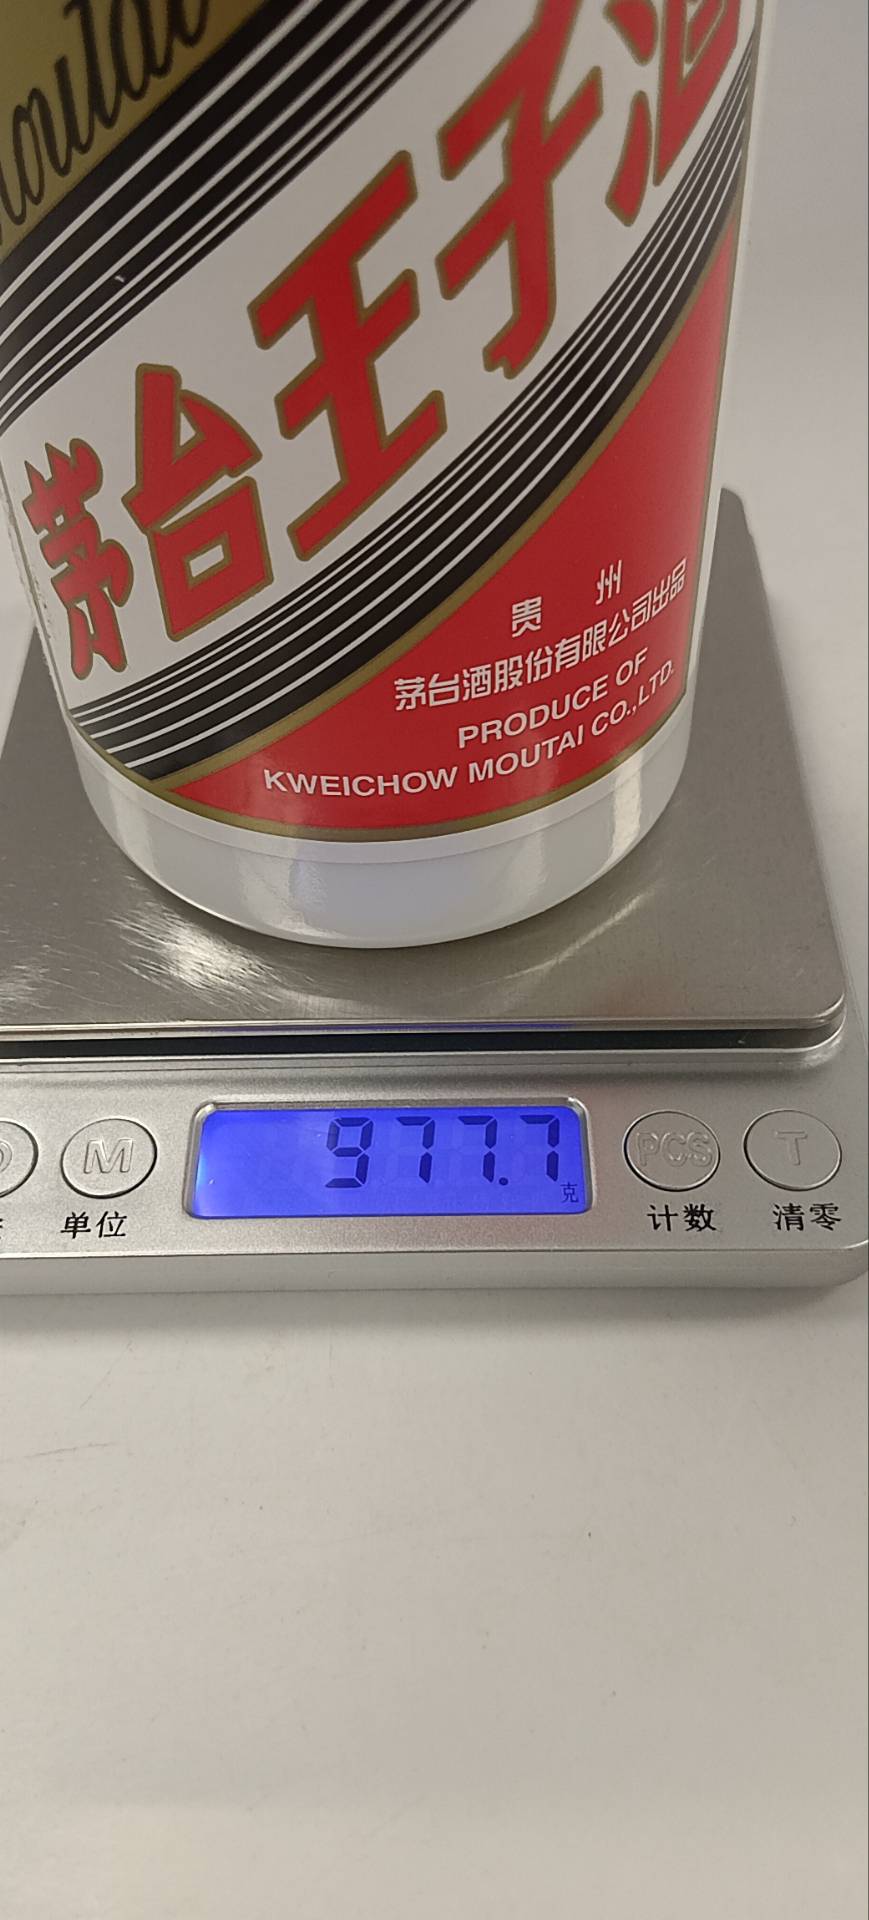 茅台王子酒
贵 州
茅台酒股份有限公司出品
PRODUCE OF
KWEICHOW MOUTAI CO.,LTD.
977.7
克
M PCS T
单位 计数 清零